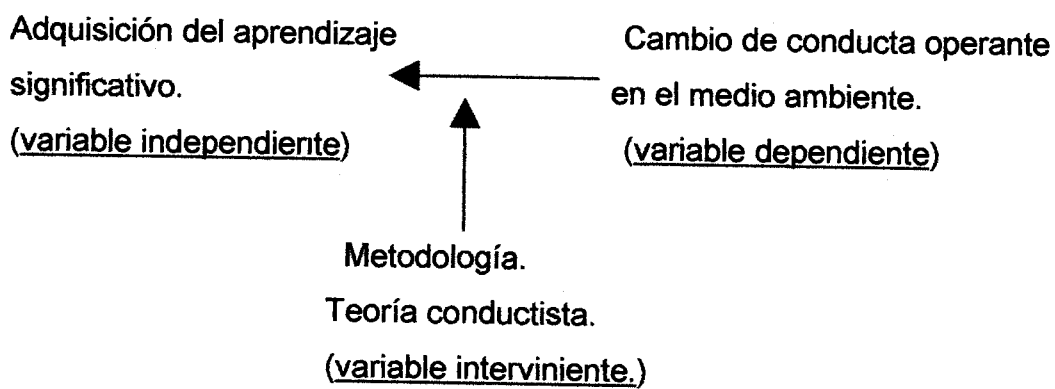 Adquisición del aprendizaje
significativo.
(variable independiente)
Cambio de conducta operante
en el medio ambiente.
(variable dependiente)
Metodología.
Teoría conductista.
(variable interviniente.)